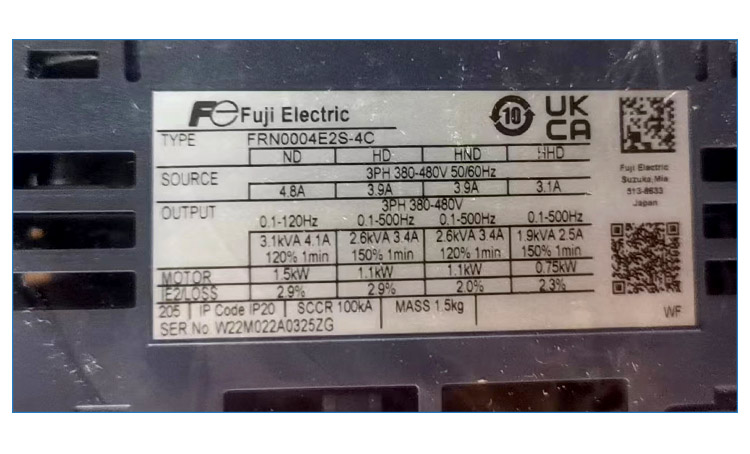 Fe Fuji Electric
10
UK
CA
TYPE FRN0004E2S-4C
ND HD HND HHD
SOURCE 3PH 380-480V 50/60Hz
4.8A 3.9A 3.9A 3.1A
OUTPUT 3PH 380-480V
0.1-120Hz 0.1-500Hz 0.1-500Hz 0.1-500Hz
3.1kVA 4.1A 2.6kVA 3.4A 2.6kVA 3.4A 1.9kVA 2.5A
120% 1min 150% 1min 120% 1min 150% 1min
MOTOR 1.5kW 1.1kW 1.1kW 0.75kW
IE2/LOSS 2.9% 2.9% 2.0% 2.3%
205 IP Code IP20 SCCR 100kA MASS 1.5kg
SER.No. W22M022A0325ZG
Fuji Electric
Suzuka,Mie
513-8633
Japan
WF